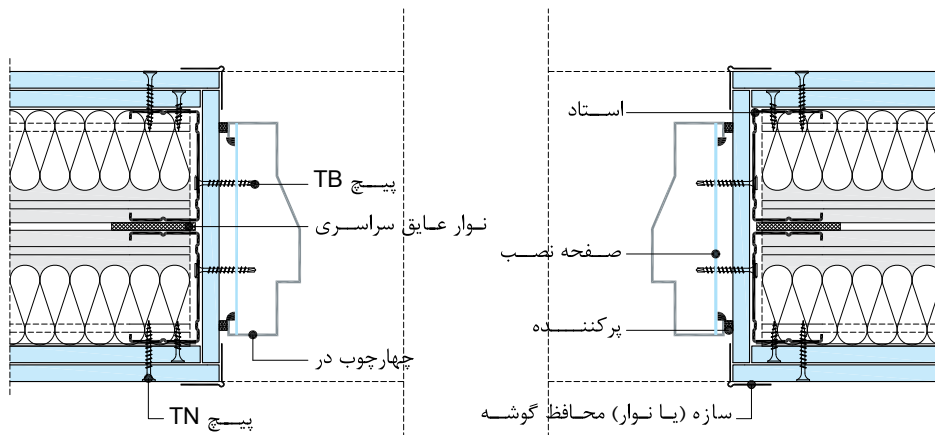 استاد
پیچ TB
نوار عایق سراسری
صفحه نصب
پرکننده
چهارچوب در
پیچ TN
سازه (یا نوار) محافظ گوشه